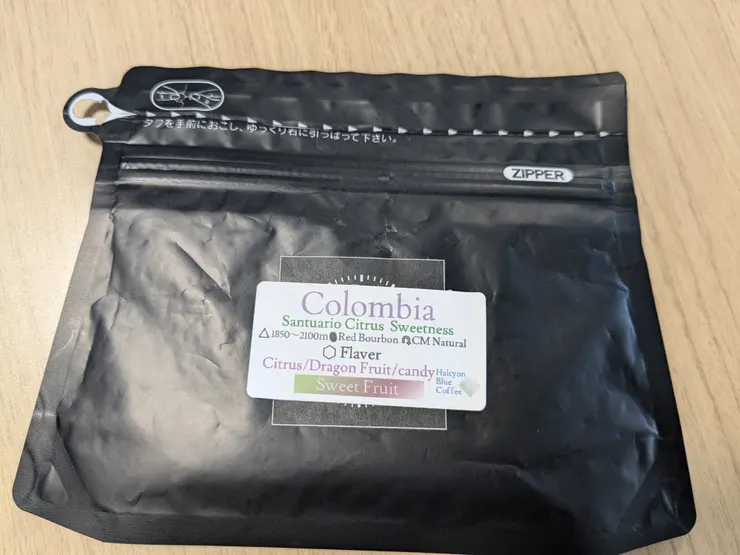 タブを手前におこし、ゆっくり右に引っぱって下さい。
ZIPPER
Colombia
Santuario Citrus Sweetness
1850～2100m Red Bourbon CM Natural
Flaver
Citrus/Dragon Fruit/candy
Sweet Fruit
Halcyon
Blue
Coffee